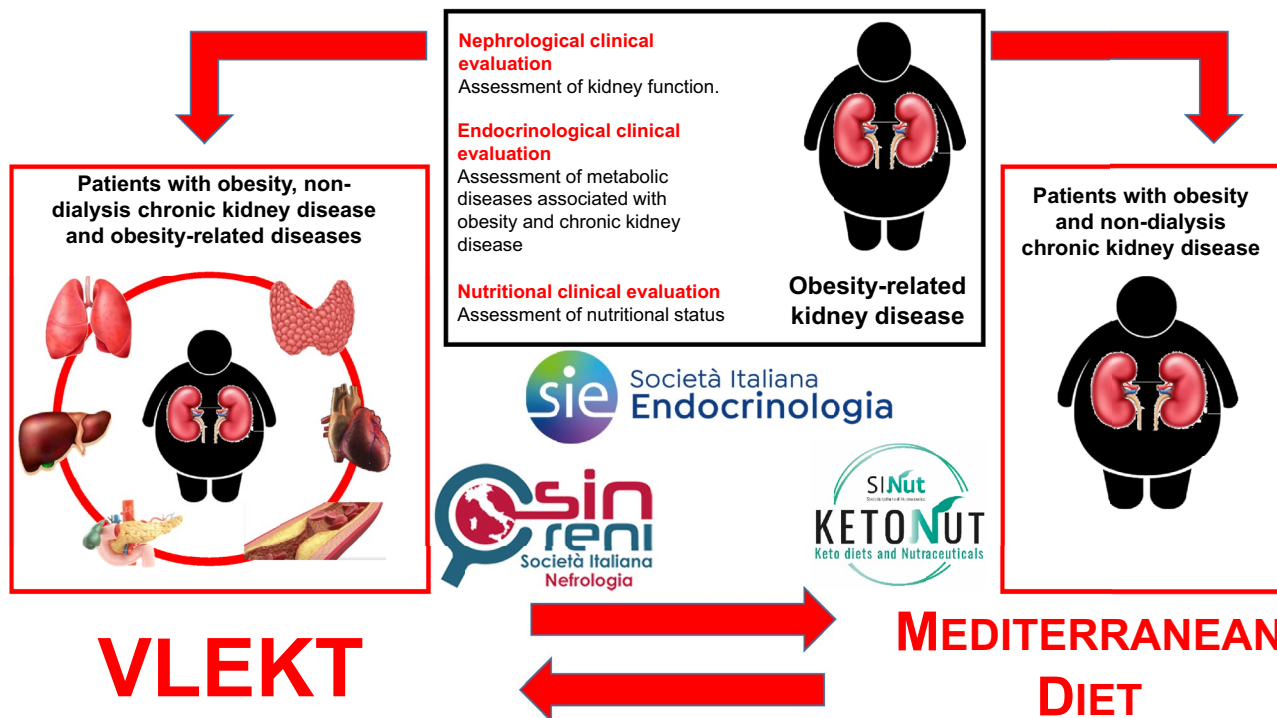 Nephrological clinical
evaluation
Assessment of kidney function.
Endocrinological clinical
evaluation
Assessment of metabolic
diseases associated with
obesity and chronic kidney
disease
Nutritional clinical evaluation
Assessment of nutritional status
Obesity-related
kidney disease
Patients with obesity, non-
dialysis chronic kidney disease
and obesity-related diseases
Patients with obesity
and non-dialysis
chronic kidney disease
sie
Società Italiana
Endocrinologia
sin
reni
Società Italiana
Nefrologia
SINut
KETONUT
Keto diets and Nutraceuticals
VLEKT
MEDITERRANEAN
DIET